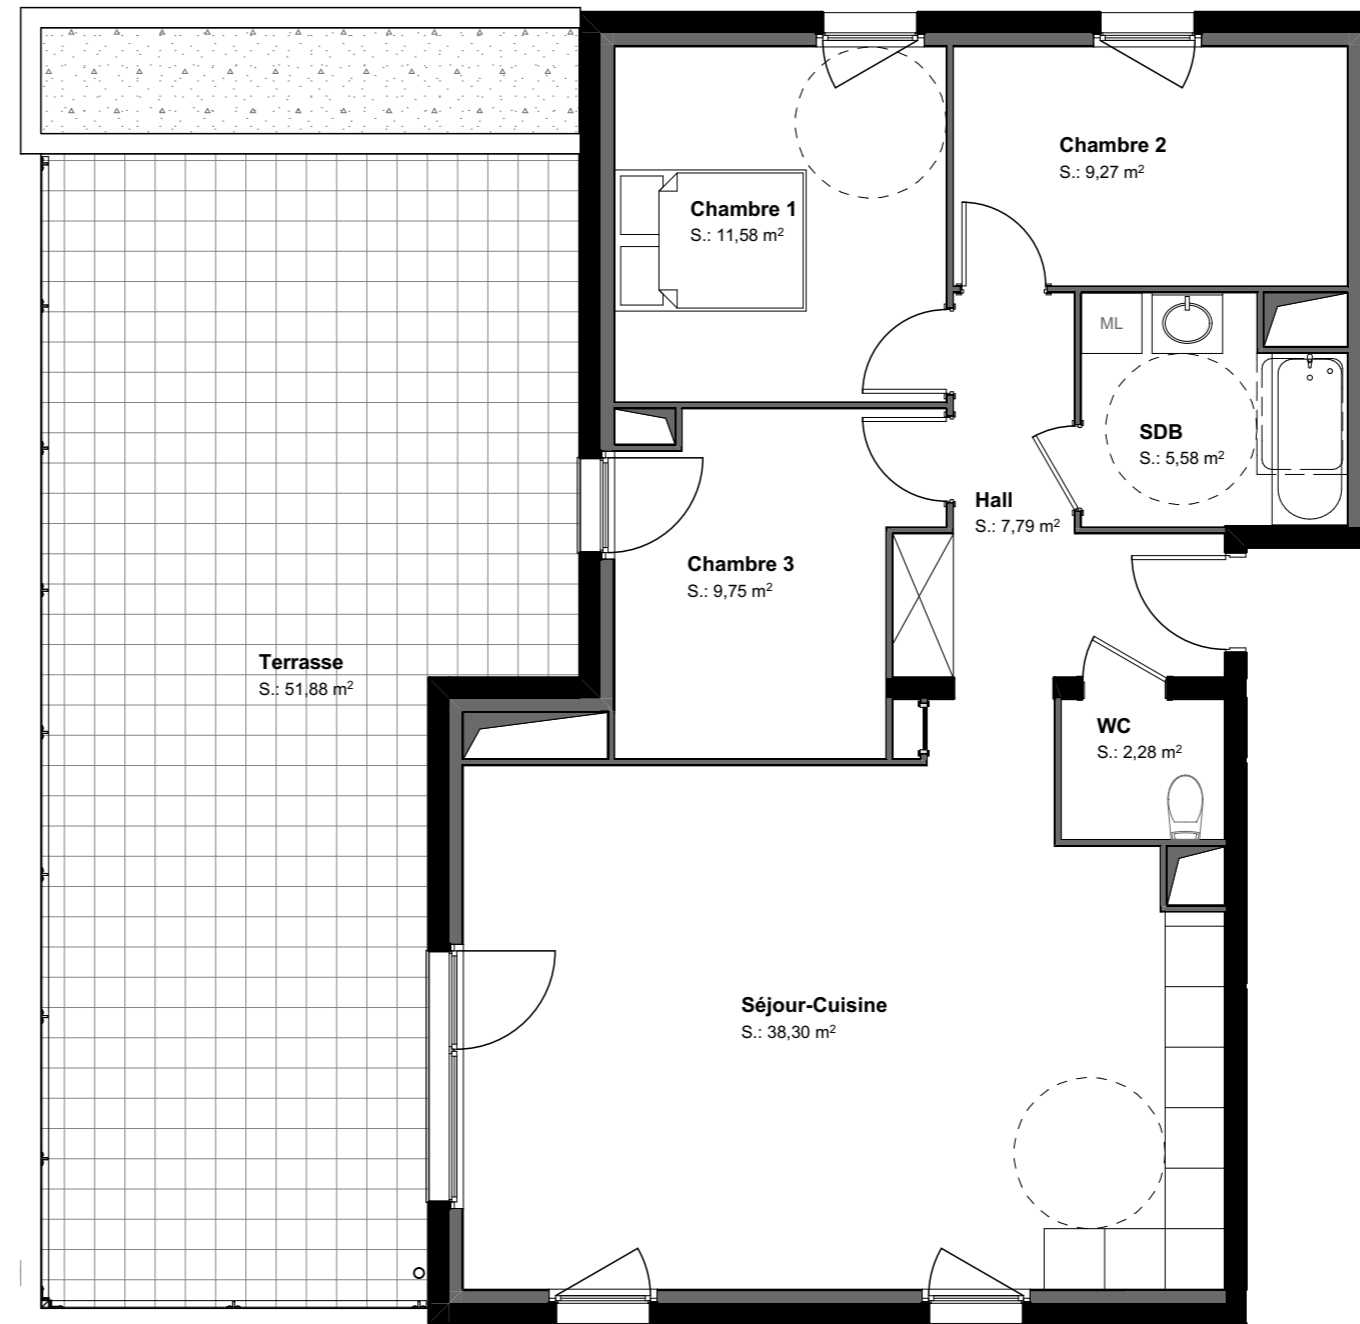 Chambre 2
S.: 9,27 m²
Chambre 1
S.: 11,58 m²
ML
SDB
S.: 5,58 m²
Hall
S.: 7,79 m²
Chambre 3
S.: 9,75 m²
Terrasse
S.: 51,88 m²
WC
S.: 2,28 m²
Séjour-Cuisine
S.: 38,30 m²